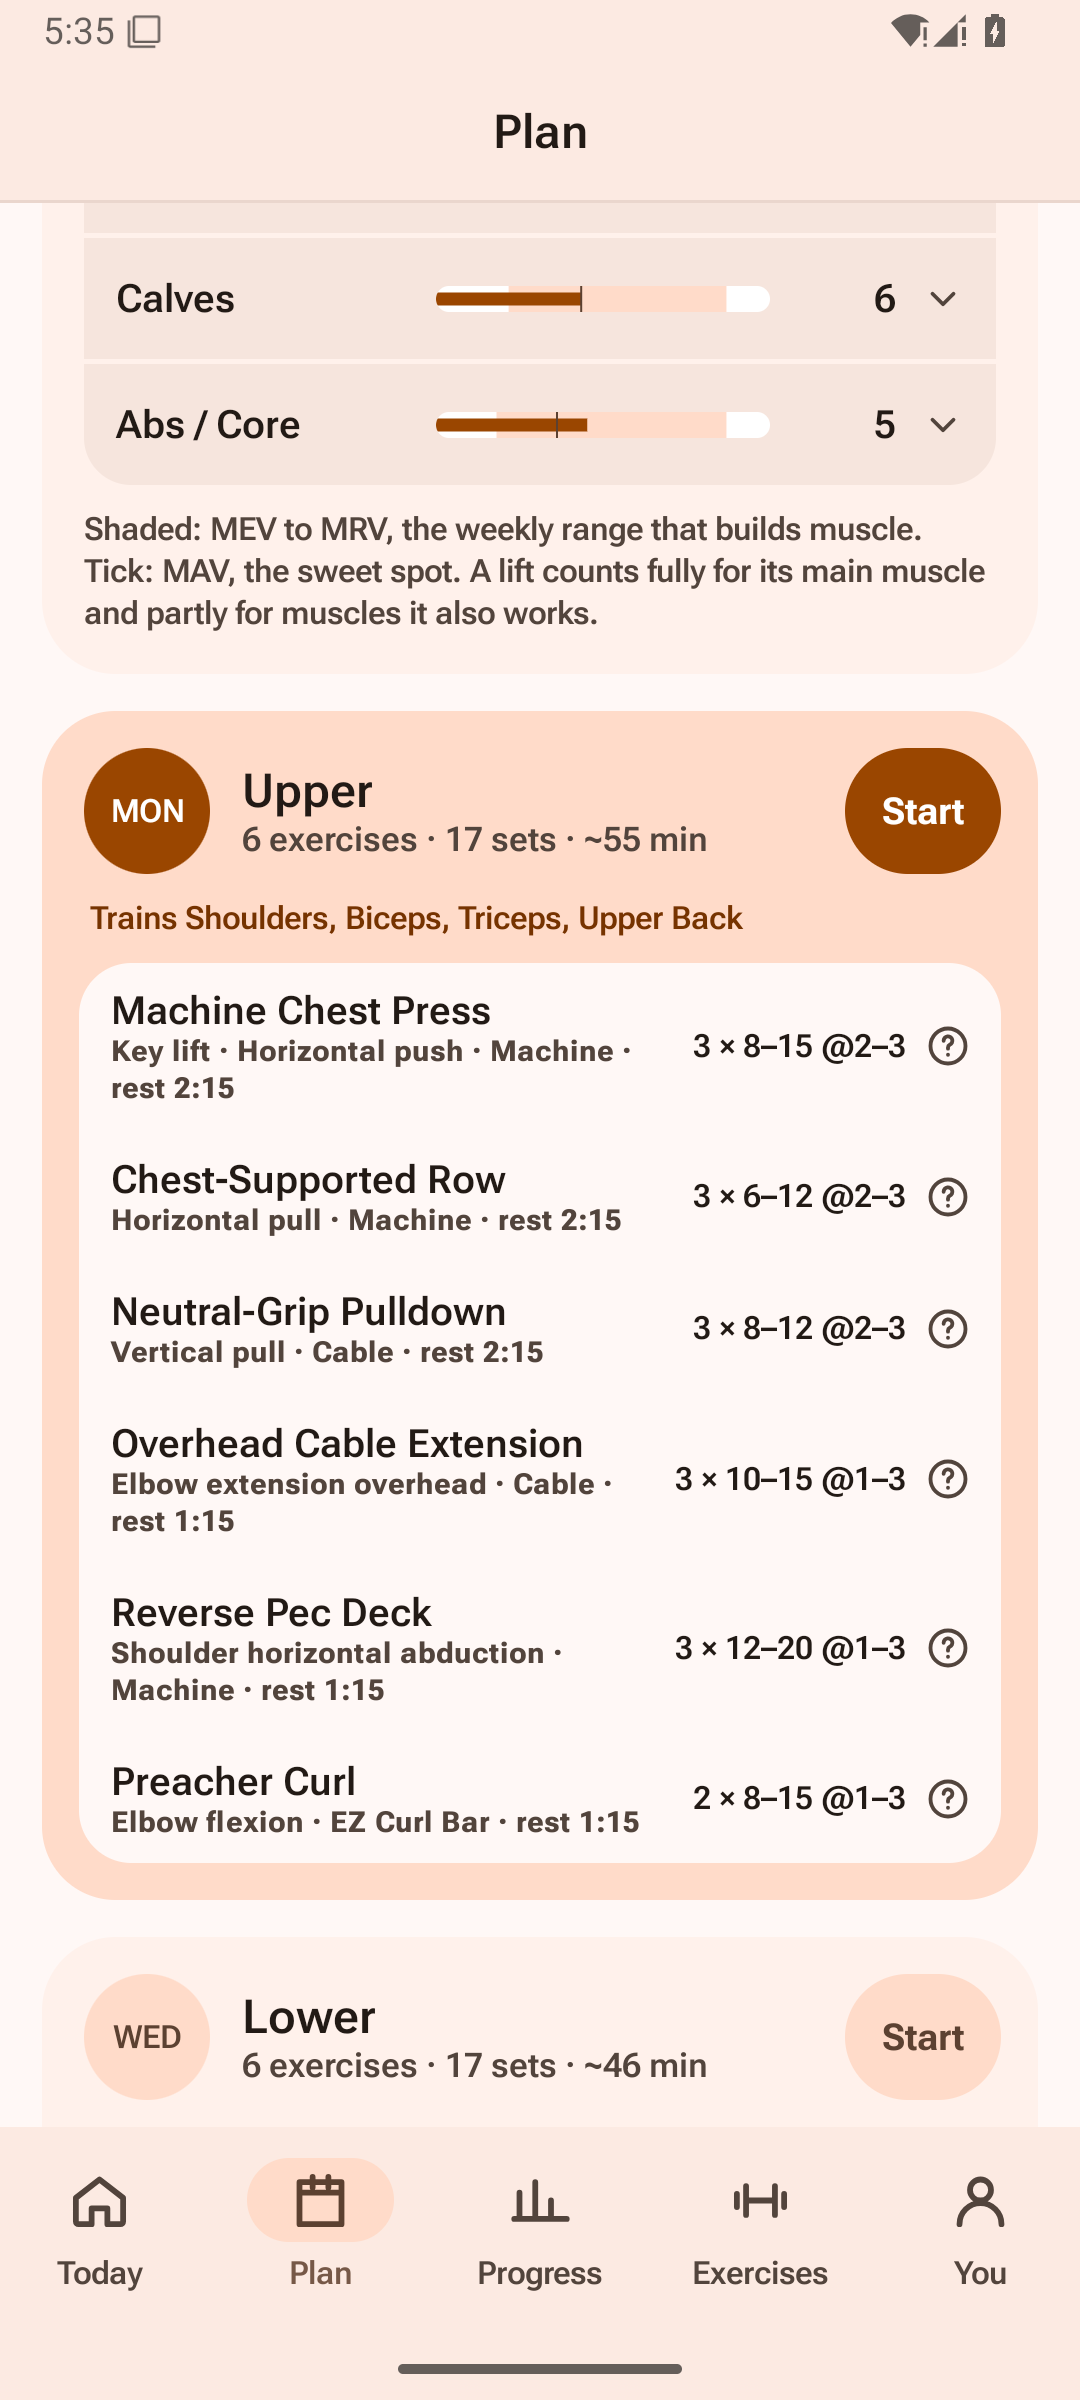 5:35
Plan
Calves 6
Abs / Core 5
Shaded: MEV to MRV, the weekly range that builds muscle.
Tick: MAV, the sweet spot. A lift counts fully for its main muscle
and partly for muscles it also works.
MON
Upper
6 exercises · 17 sets · ~55 min
Start
Trains Shoulders, Biceps, Triceps, Upper Back
Machine Chest Press
Key lift · Horizontal push · Machine ·
rest 2:15
3 × 8–15 @2–3
Chest-Supported Row
Horizontal pull · Machine · rest 2:15
3 × 6–12 @2–3
Neutral-Grip Pulldown
Vertical pull · Cable · rest 2:15
3 × 8–12 @2–3
Overhead Cable Extension
Elbow extension overhead · Cable ·
rest 1:15
3 × 10–15 @1–3
Reverse Pec Deck
Shoulder horizontal abduction ·
Machine · rest 1:15
3 × 12–20 @1–3
Preacher Curl
Elbow flexion · EZ Curl Bar · rest 1:15
2 × 8–15 @1–3
WED
Lower
6 exercises · 17 sets · ~46 min
Start
Today
Plan
Progress
Exercises
You